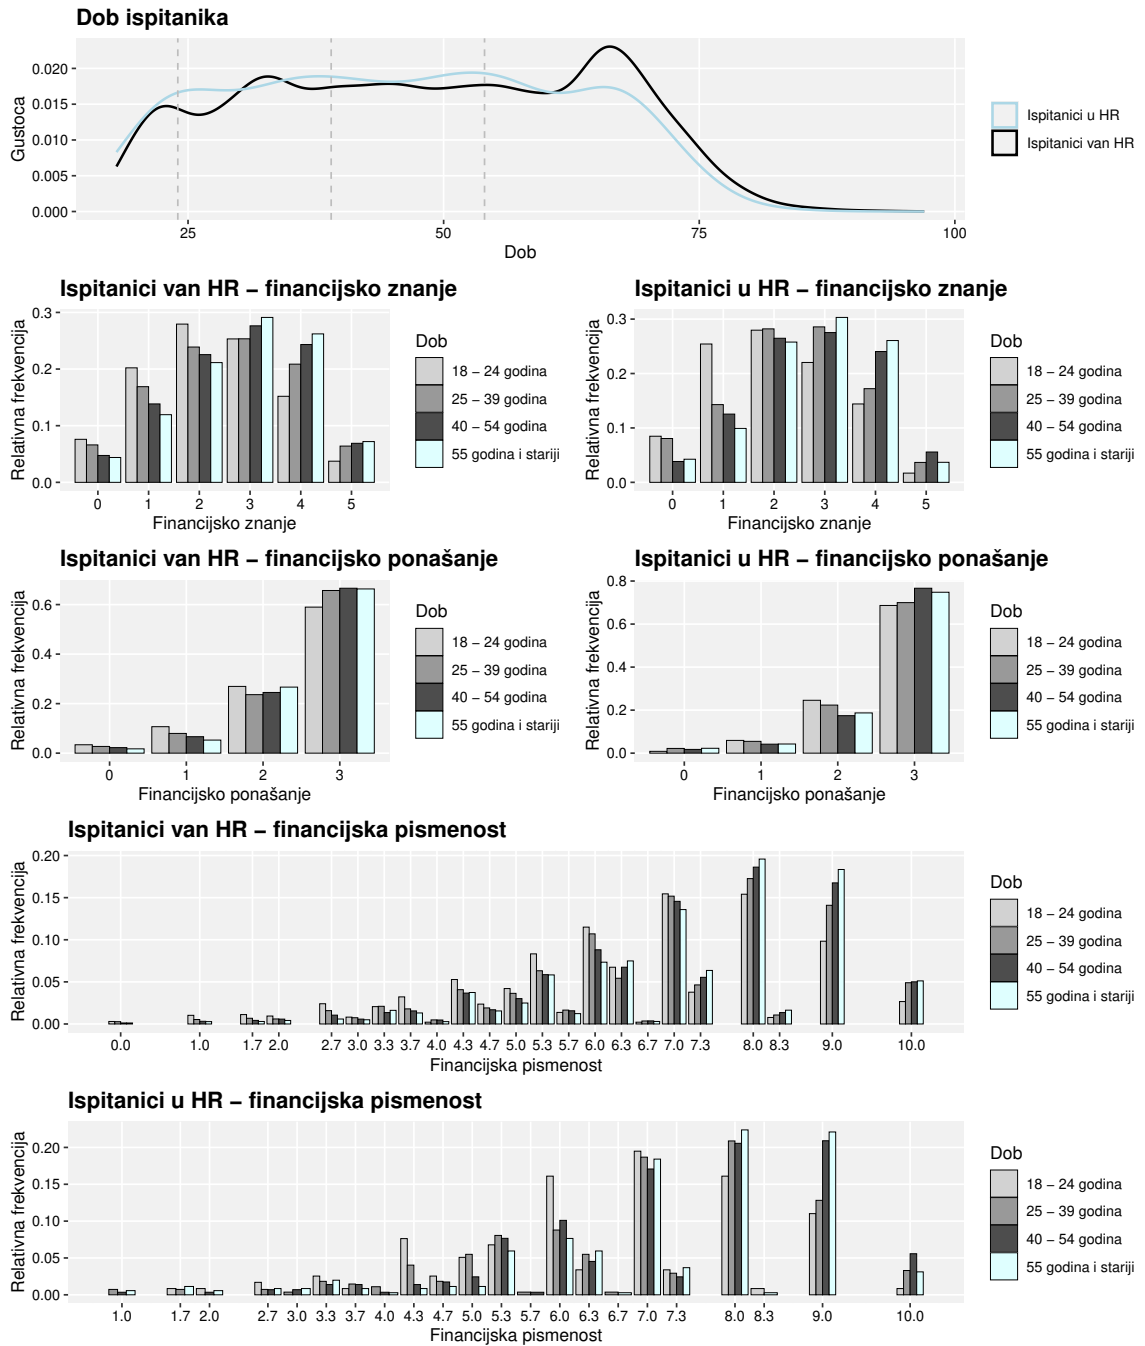 Dob ispitanika
Gustoca
0.020
0.015
0.010
0.005
0.000
25 50 75 100
Dob
Ispitanici u HR
Ispitanici van HR
Ispitanici van HR – financijsko znanje
Relativna frekvencija
0.3
0.2
0.1
0.0
0 1 2 3 4 5
Financijsko znanje
Dob
18 – 24 godina
25 – 39 godina
40 – 54 godina
55 godina i stariji
Ispitanici u HR – financijsko znanje
Relativna frekvencija
0.3
0.2
0.1
0.0
0 1 2 3 4 5
Financijsko znanje
Dob
18 – 24 godina
25 – 39 godina
40 – 54 godina
55 godina i stariji
Ispitanici van HR – financijsko ponašanje
Relativna frekvencija
0.6
0.4
0.2
0.0
0 1 2 3
Financijsko ponašanje
Dob
18 – 24 godina
25 – 39 godina
40 – 54 godina
55 godina i stariji
Ispitanici u HR – financijsko ponašanje
Relativna frekvencija
0.8
0.6
0.4
0.2
0.0
0 1 2 3
Financijsko ponašanje
Dob
18 – 24 godina
25 – 39 godina
40 – 54 godina
55 godina i stariji
Ispitanici van HR – financijska pismenost
Relativna frekvencija
0.20
0.15
0.10
0.05
0.00
0.0 1.0 1.7 2.0 2.7 3.0 3.3 3.7 4.0 4.3 4.7 5.0 5.3 5.7 6.0 6.3 6.7 7.0 7.3 8.0 8.3 9.0 10.0
Financijska pismenost
Dob
18 – 24 godina
25 – 39 godina
40 – 54 godina
55 godina i stariji
Ispitanici u HR – financijska pismenost
Relativna frekvencija
0.20
0.15
0.10
0.05
0.00
1.0 1.7 2.0 2.7 3.0 3.3 3.7 4.0 4.3 4.7 5.0 5.3 5.7 6.0 6.3 6.7 7.0 7.3 8.0 8.3 9.0 10.0
Financijska pismenost
Dob
18 – 24 godina
25 – 39 godina
40 – 54 godina
55 godina i stariji